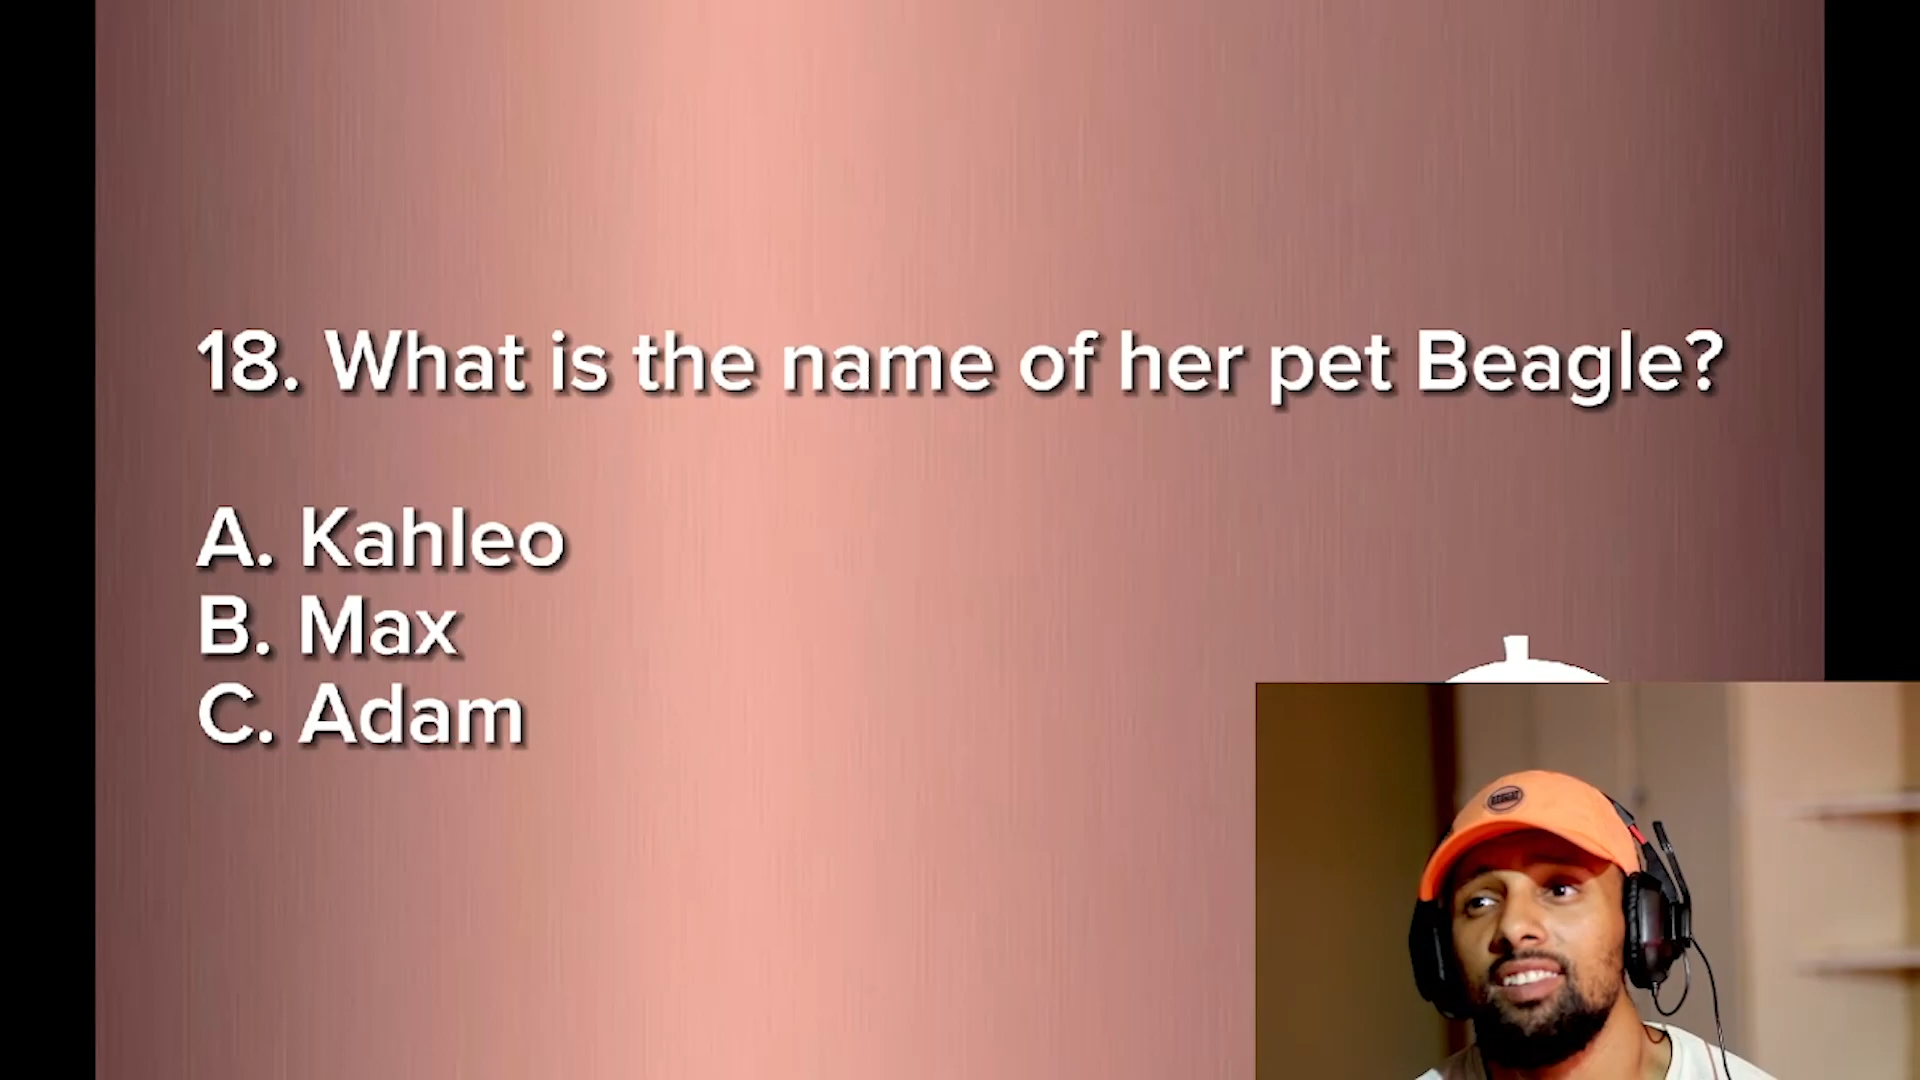 18. What is the name of her pet Beagle?
A. Kahleo
B. Max
C. Adam